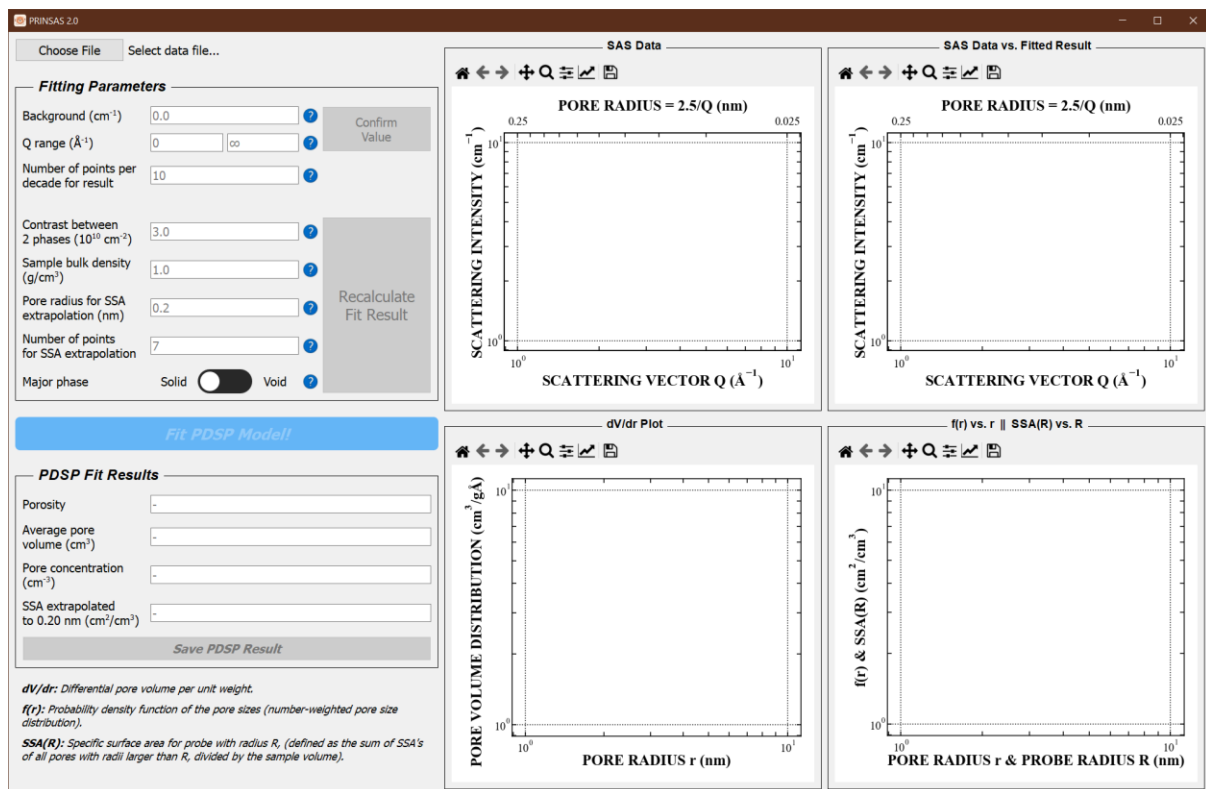 PRINSAS 2.0
Choose File Select data file...
Fitting Parameters
Background (cm⁻¹) 0.0 ?
Confirm
Value
Q range (Å⁻¹) 0 ∞ ?
Number of points per
decade for result
10 ?
Contrast between
2 phases (10¹⁰ cm⁻²)
3.0 ?
Sample bulk density
(g/cm³)
1.0 ?
Pore radius for SSA
extrapolation (nm)
0.2 ?
Recalculate
Fit Result
Number of points
for SSA extrapolation
7 ?
Major phase Solid Void ?
Fit PDSP Model!
PDSP Fit Results
Porosity -
Average pore
volume (cm³)
-
Pore concentration
(cm⁻³)
-
SSA extrapolated
to 0.20 nm (cm²/cm³)
-
Save PDSP Result
dV/dr: Differential pore volume per unit weight.
f(r): Probability density function of the pore sizes (number-weighted pore size
distribution).
SSA(R): Specific surface area for probe with radius R, (defined as the sum of SSA's
of all pores with radii larger than R, divided by the sample volume).
SAS Data
PORE RADIUS = 2.5/Q (nm)
0.25 0.025
SCATTERING INTENSITY (cm⁻¹)
10¹
10⁰
10⁰ 10¹
SCATTERING VECTOR Q (Å⁻¹)
SAS Data vs. Fitted Result
PORE RADIUS = 2.5/Q (nm)
0.25 0.025
SCATTERING INTENSITY (cm⁻¹)
10¹
10⁰
10⁰ 10¹
SCATTERING VECTOR Q (Å⁻¹)
dV/dr Plot
PORE VOLUME DISTRIBUTION (cm³/gÅ)
10¹
10⁰
10⁰ 10¹
PORE RADIUS r (nm)
f(r) vs. r || SSA(R) vs. R
f(r) & SSA(R) (cm²/cm³)
10¹
10⁰
10⁰ 10¹
PORE RADIUS r & PROBE RADIUS R (nm)